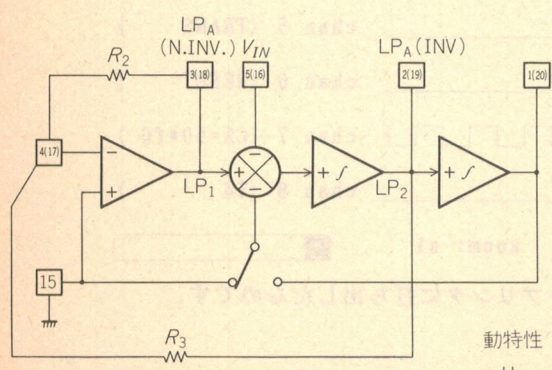 LPA
(N.INV.) VIN
LPA (INV)
R2
3(18)
5(16)
2(19)
1(20)
4(17)
−
+
−
+
−
+ ∫
+ ∫
LP1
LP2
15
R3
動特性